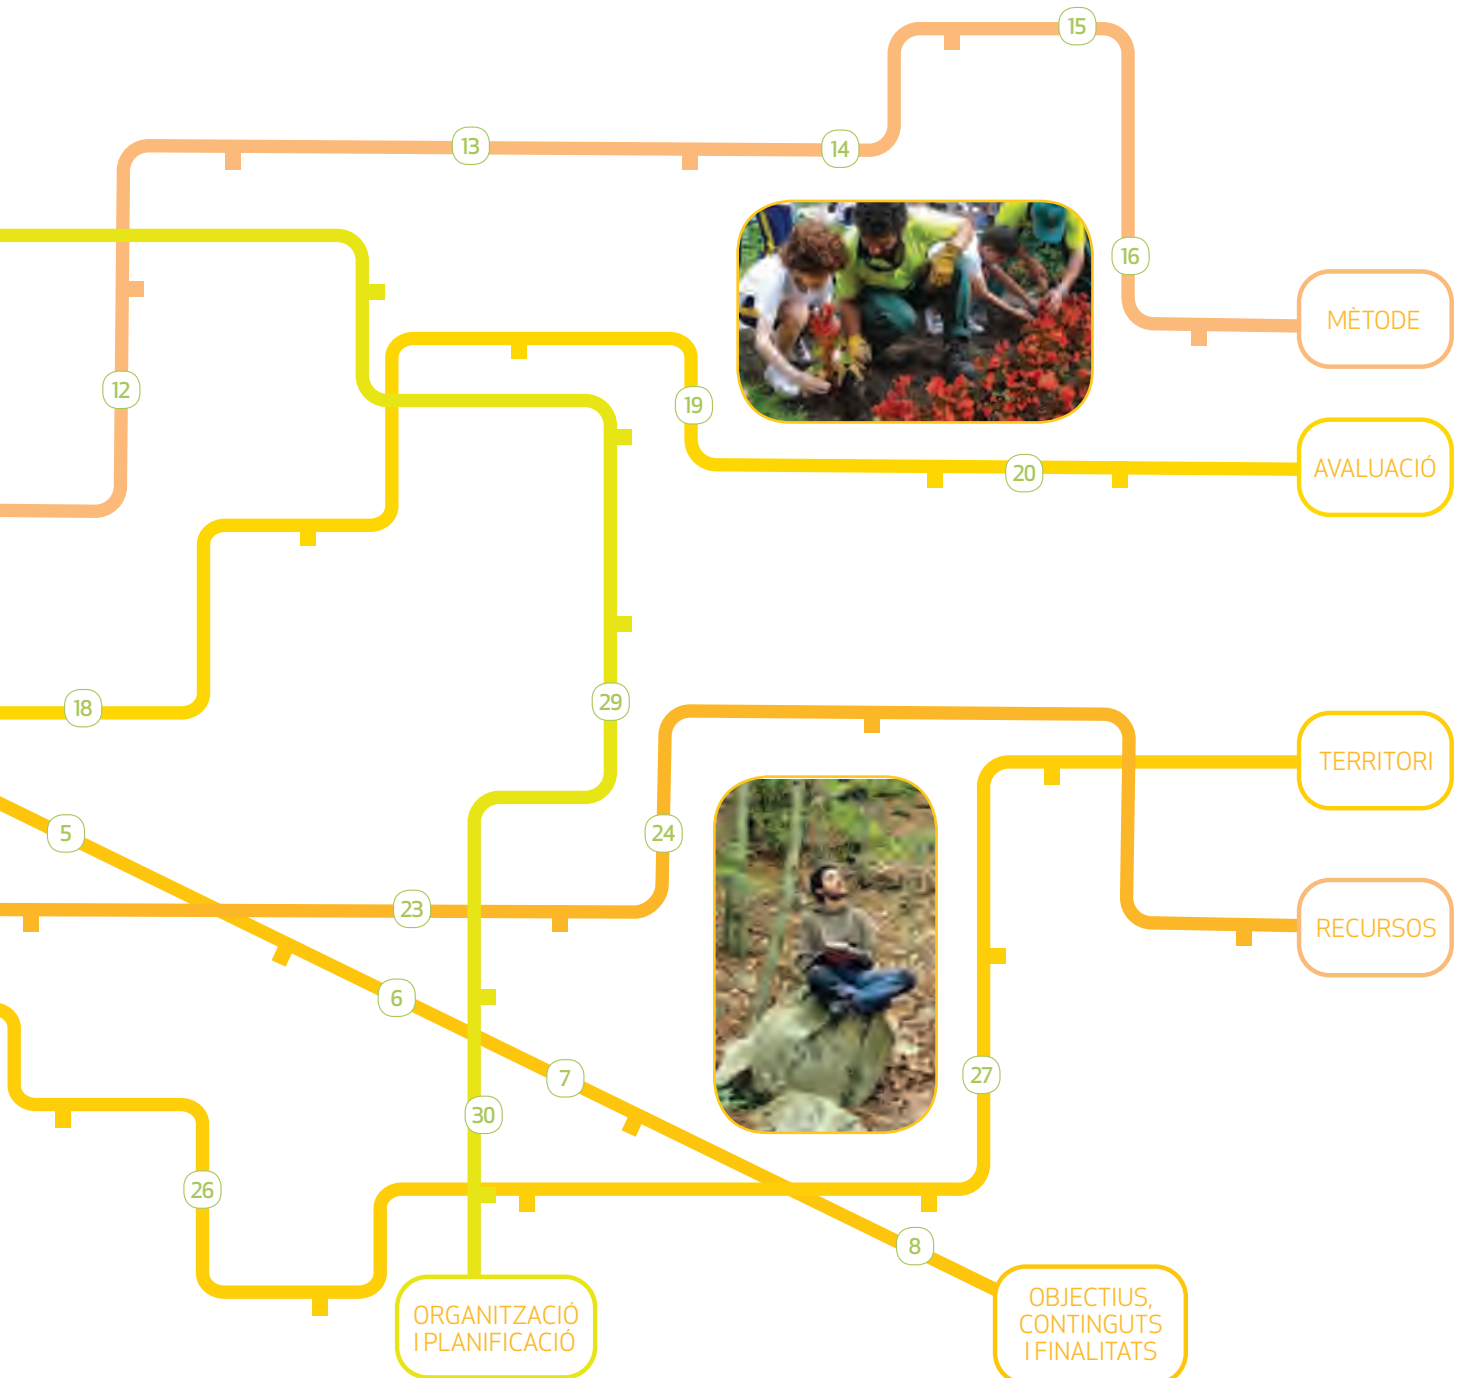 15
13
14
16
MÈTODE
12
19
AVALUACIÓ
20
18
29
TERRITORI
5
24
23
RECURSOS
6
7
27
30
26
8
ORGANITZACIÓ
I PLANIFICACIÓ
OBJECTIUS,
CONTINGUTS
I FINALITATS